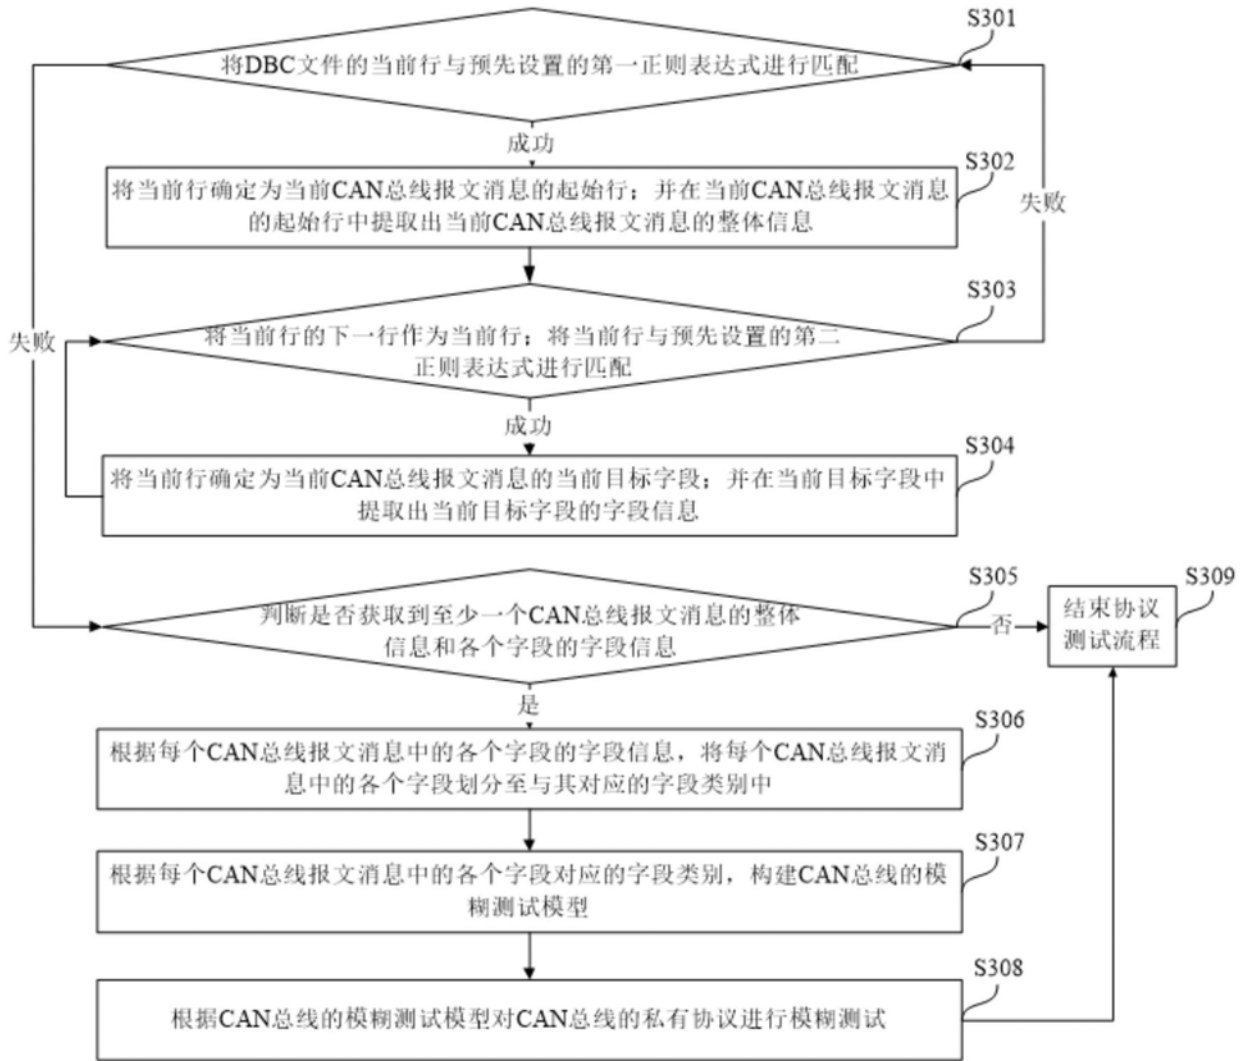 S301
将DBC文件的当前行与预先设置的第一正则表达式进行匹配
成功
S302
将当前行确定为当前CAN总线报文消息的起始行；并在当前CAN总线报文消息
的起始行中提取出当前CAN总线报文消息的整体信息
失败
S303
将当前行的下一行作为当前行；将当前行与预先设置的第二
正则表达式进行匹配
失败
成功
S304
将当前行确定为当前CAN总线报文消息的当前目标字段；并在当前目标字段中
提取出当前目标字段的字段信息
S305
判断是否获取到至少一个CAN总线报文消息的整体
信息和各个字段的字段信息
否
S309
结束协议
测试流程
是
S306
根据每个CAN总线报文消息中的各个字段的字段信息，将每个CAN总线报文消
息中的各个字段划分至与其对应的字段类别中
S307
根据每个CAN总线报文消息中的各个字段对应的字段类别，构建CAN总线的模
糊测试模型
S308
根据CAN总线的模糊测试模型对CAN总线的私有协议进行模糊测试